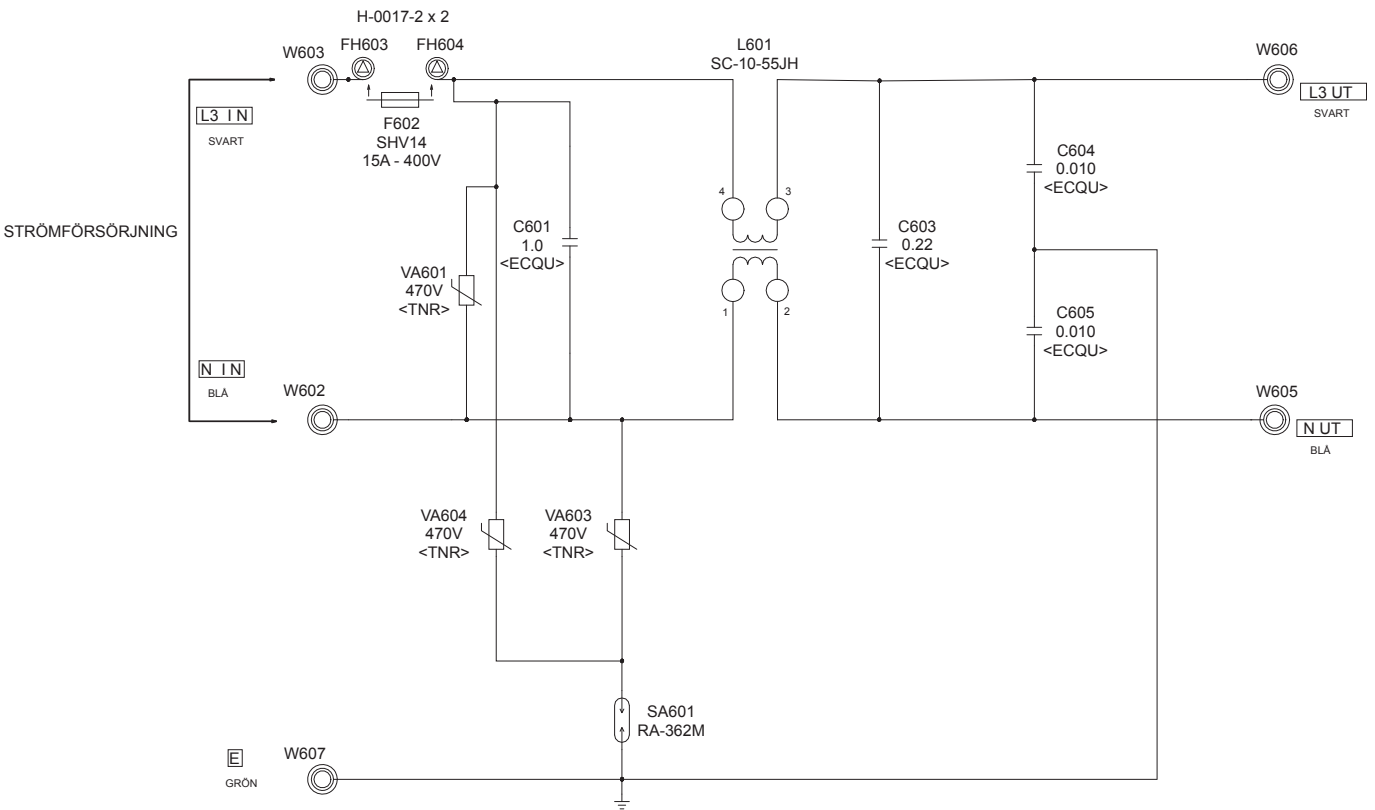 H-0017-2 x 2
W603
FH603
FH604
L601
SC-10-55JH
W606
L3 IN
SVART
F602
SHV14
15A - 400V
L3 UT
SVART
C604
0.010
<ECQU>
4
3
STRÖMFÖRSÖRJNING
C601
1.0
<ECQU>
C603
0.22
<ECQU>
VA601
470V
<TNR>
1
2
C605
0.010
<ECQU>
N IN
BLÅ
W602
W605
N UT
BLÅ
VA604
470V
<TNR>
VA603
470V
<TNR>
SA601
RA-362M
E
GRÖN
W607